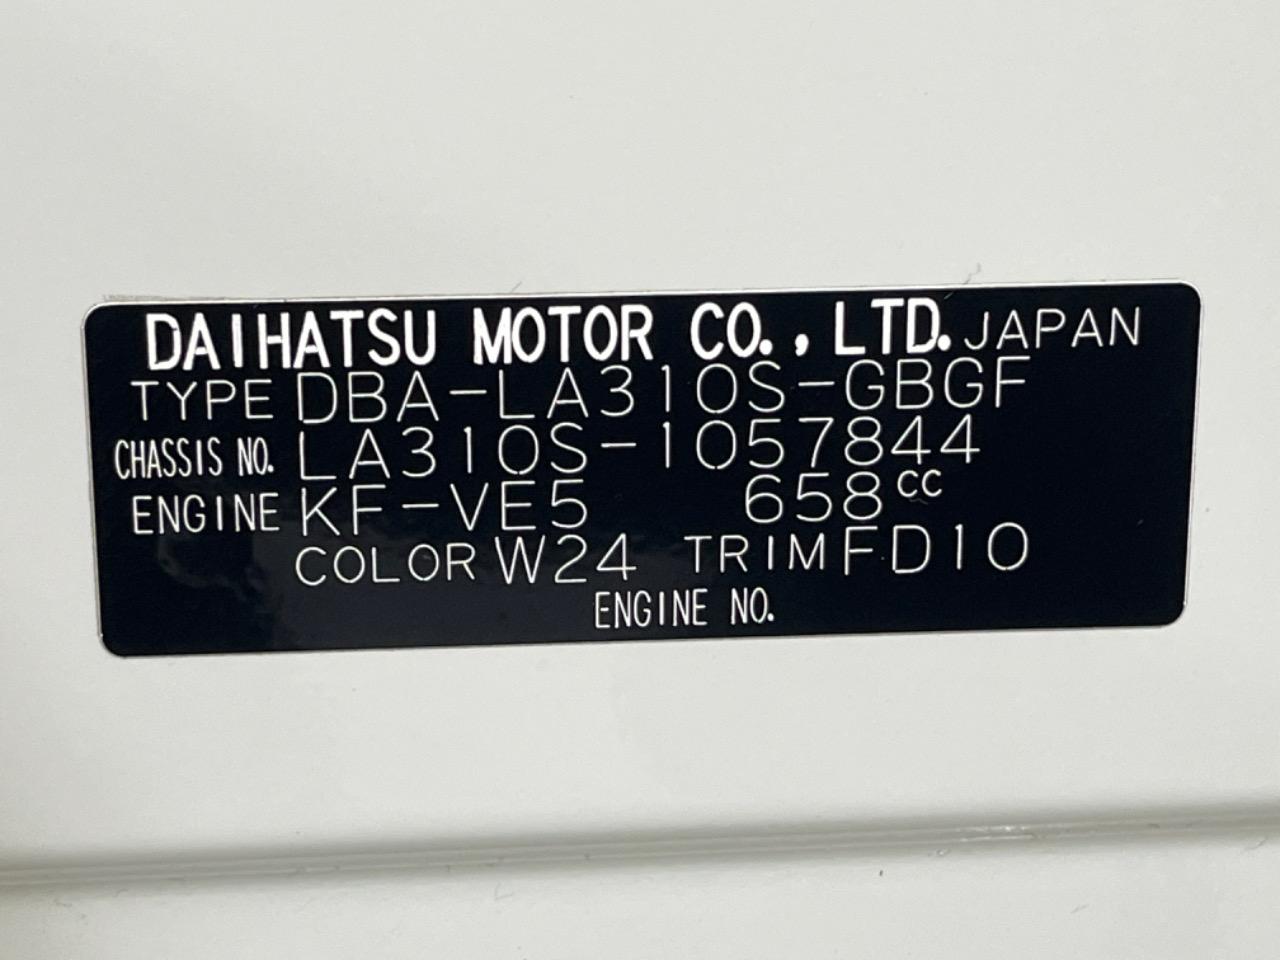 DAIHATSU MOTOR CO., LTD. JAPAN
TYPE DBA-LA310S-GBGF
CHASSIS NO. LA310S-1057844
ENGINE KF-VE5 658CC
COLOR W24 TRIM FD10
ENGINE NO.